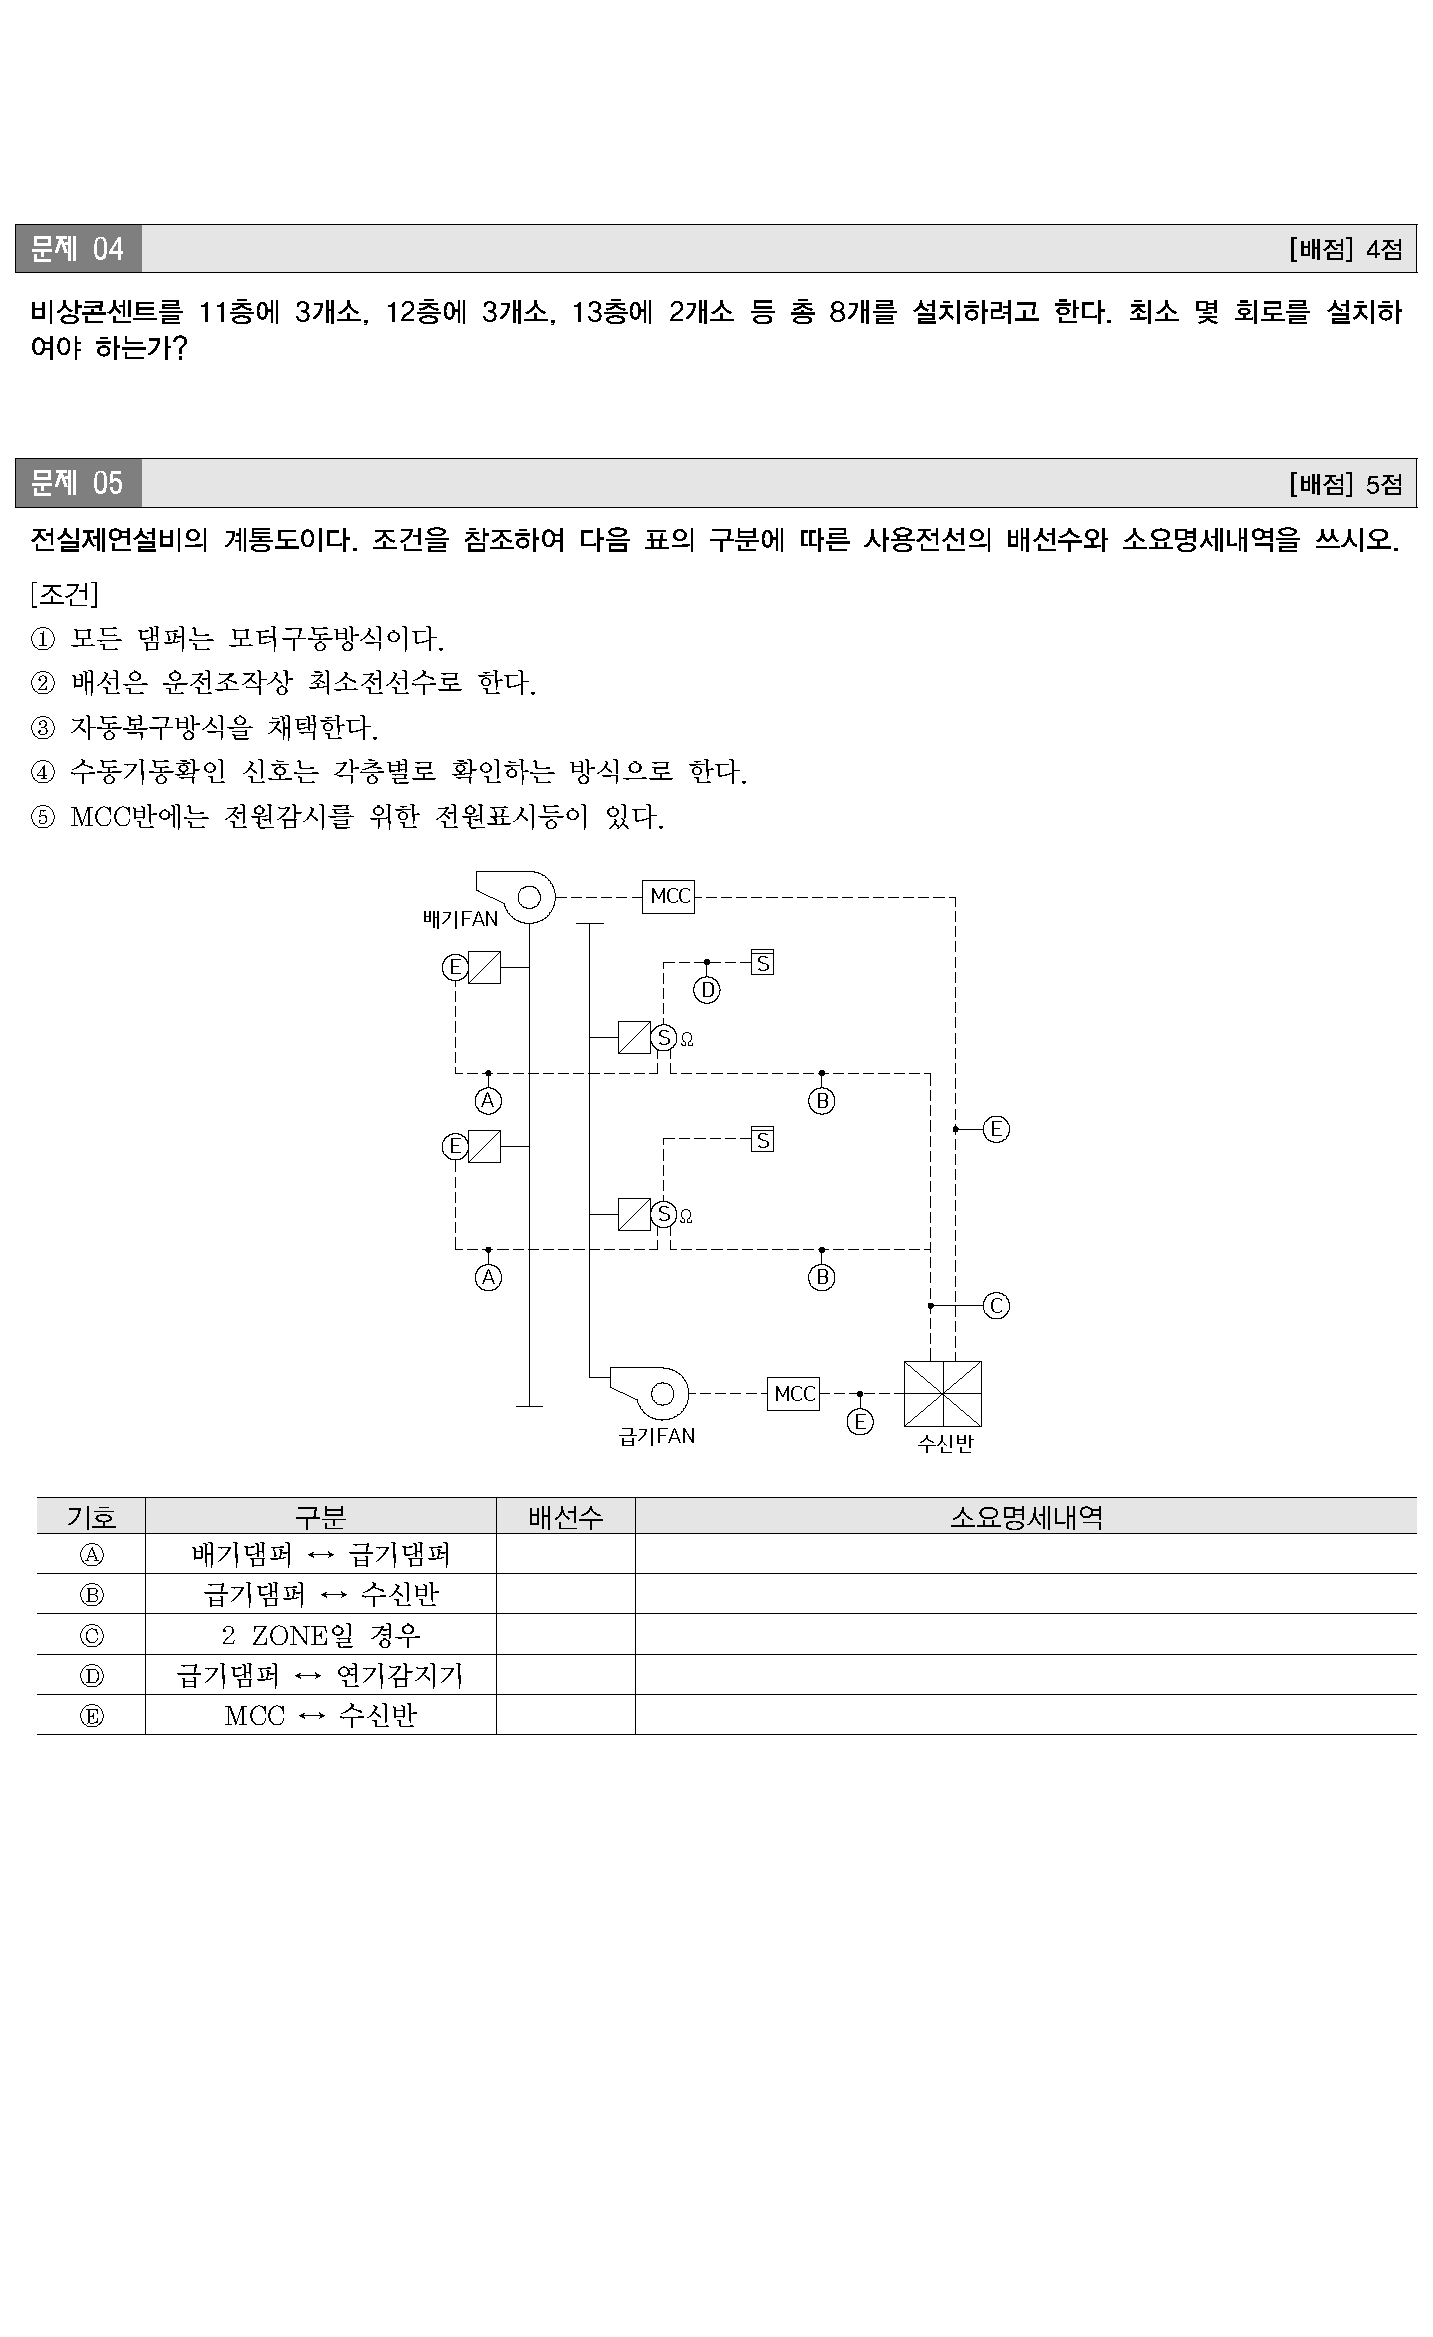 문제 04 [배점] 4점
비상콘센트를 11층에 3개소, 12층에 3개소, 13층에 2개소 등 총 8개를 설치하려고 한다. 최소 몇 회로를 설치하
여야 하는가?
문제 05 [배점] 5점
전실제연설비의 계통도이다. 조건을 참조하여 다음 표의 구분에 따른 사용전선의 배선수와 소요명세내역을 쓰시오.
[조건]
① 모든 댐퍼는 모터구동방식이다.
② 배선은 운전조작상 최소전선수로 한다.
③ 자동복구방식을 채택한다.
④ 수동기동확인 신호는 각층별로 확인하는 방식으로 한다.
⑤ MCC반에는 전원감시를 위한 전원표시등이 있다.
MCC
배기FAN
E S
D
S Ω
A B
E
E S
S Ω
A B
C
MCC
E
급기FAN 수신반
기호 구분 배선수 소요명세내역
Ⓐ 배기댐퍼 ↔ 급기댐퍼
Ⓑ 급기댐퍼 ↔ 수신반
Ⓒ 2 ZONE일 경우
Ⓓ 급기댐퍼 ↔ 연기감지기
Ⓔ MCC ↔ 수신반